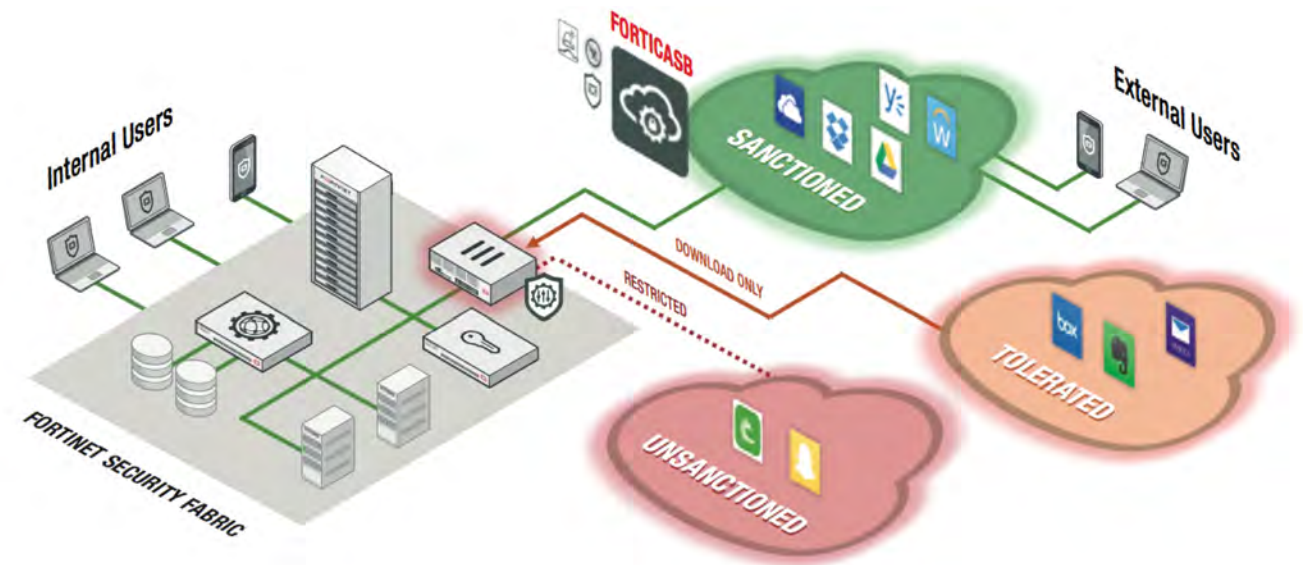 FORTICASB
External Users
Internal Users
SANCTIONED
DOWNLOAD ONLY
RESTRICTED
box
TOLERATED
UNSANCTIONED
FORTINET SECURITY FABRIC